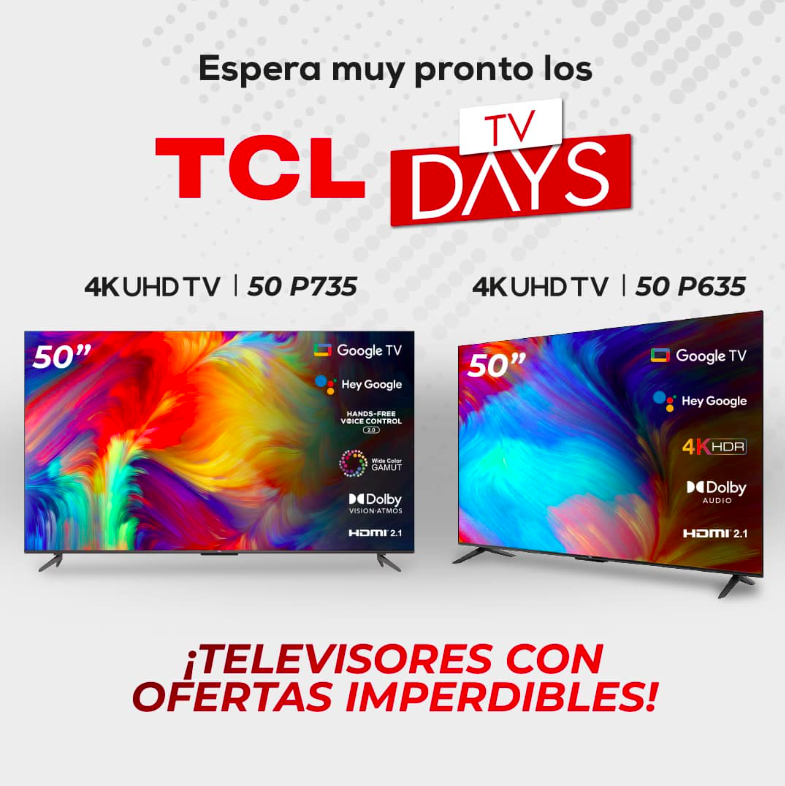 Espera muy pronto los
TCL TV DAYS
4K UHD TV | 50 P735
50”
Google TV
Hey Google
HANDS-FREE
VOICE CONTROL
2.0
Wide Color
GAMUT
Dolby
VISION·ATMOS
HDMI 2.1
4K UHD TV | 50 P635
50”
Google TV
Hey Google
4K HDR
Dolby
AUDIO
HDMI 2.1
¡TELEVISORES CON
OFERTAS IMPERDIBLES!